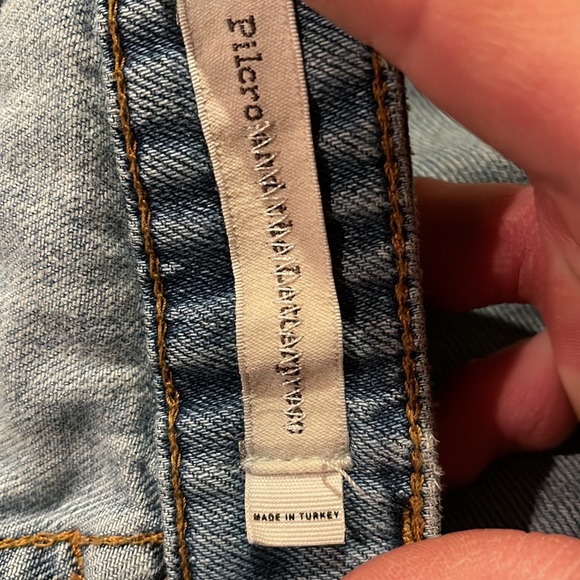 Pilcro and the Letterpress
MADE IN TURKEY